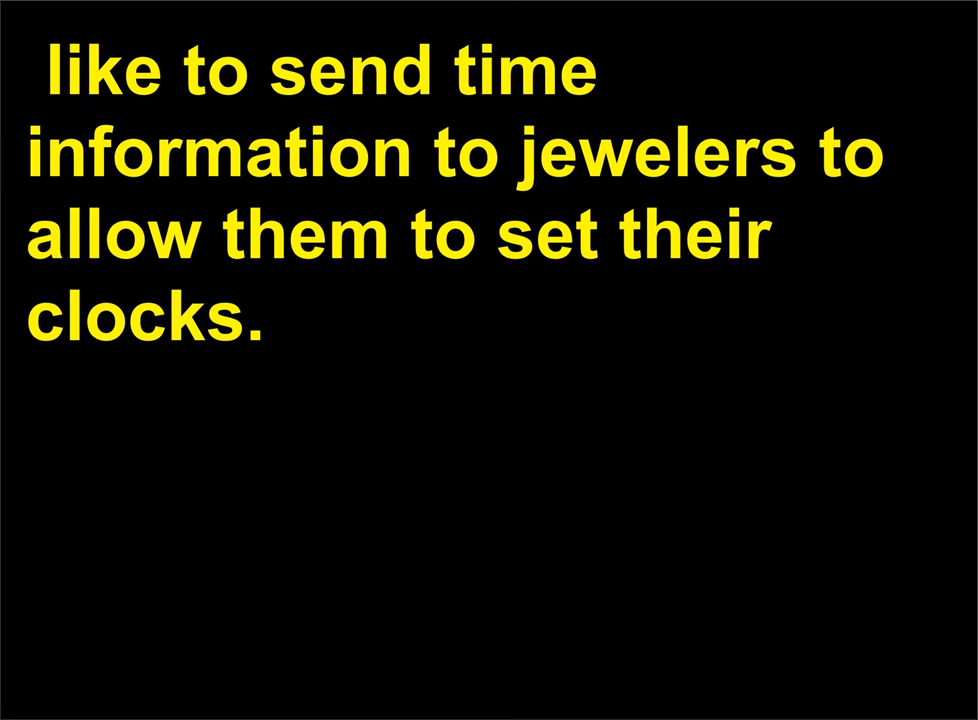 like to send time
information to jewelers to
allow them to set their
clocks.